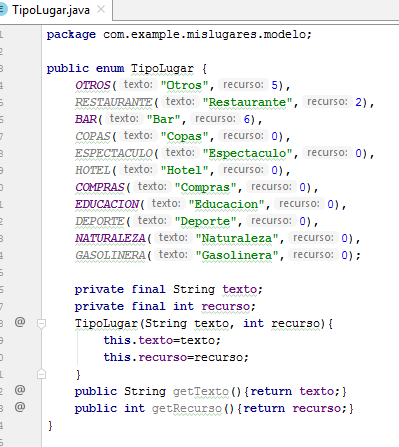 TipoLugar.java ×
package com.example.mislugares.modelo;
public enum TipoLugar {
OTROS( texto: "Otros", recurso: 5),
RESTAURANTE( texto: "Restaurante", recurso: 2),
BAR( texto: "Bar", recurso: 6),
COPAS( texto: "Copas", recurso: 0),
ESPECTACULO( texto: "Espectaculo", recurso: 0),
HOTEL( texto: "Hotel", recurso: 0),
COMPRAS( texto: "Compras", recurso: 0),
EDUCACION( texto: "Educacion", recurso: 0),
DEPORTE( texto: "Deporte", recurso: 0),
NATURALEZA( texto: "Naturaleza", recurso: 0),
GASOLINERA( texto: "Gasolinera", recurso: 0);
private final String texto;
private final int recurso;
@ TipoLugar(String texto, int recurso){
this.texto=texto;
this.recurso=recurso;
@ }
@ public String getTexto(){return texto;}
@ public int getRecurso(){return recurso;}
}